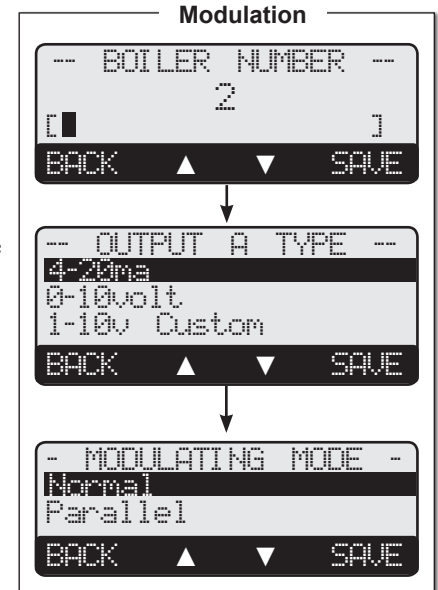 Modulation
-- BOILER NUMBER --
2
[ ]
BACK ▲ ▼ SAVE
-- OUTPUT A TYPE --
4-20ma
0-10volt
1-10v Custom
BACK ▲ ▼ SAVE
- MODULATING MODE -
Normal
Parallel
BACK ▲ ▼ SAVE